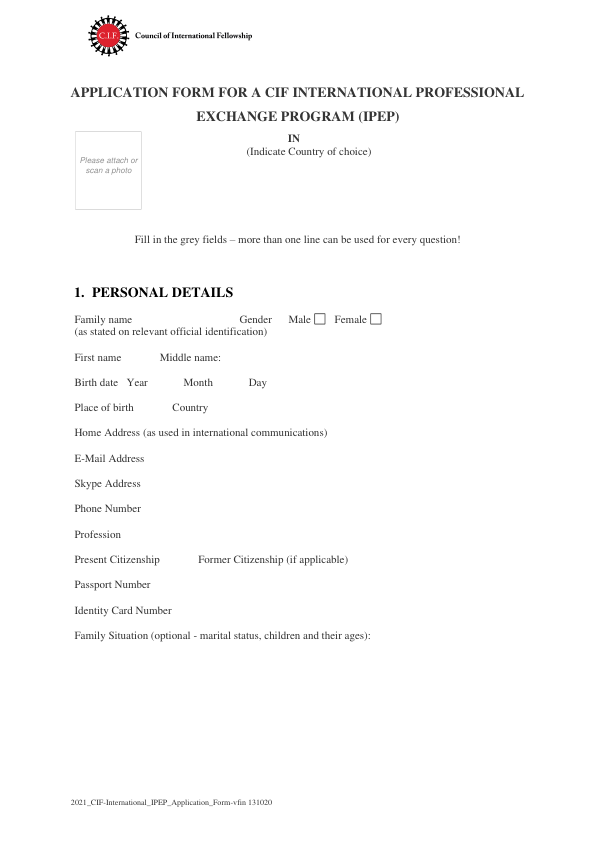 C.I.F. Council of International Fellowship
APPLICATION FORM FOR A CIF INTERNATIONAL PROFESSIONAL
EXCHANGE PROGRAM (IPEP)
IN
(Indicate Country of choice)
Please attach or
scan a photo
Fill in the grey fields – more than one line can be used for every question!
1. PERSONAL DETAILS
Family name Gender Male ☐ Female ☐
(as stated on relevant official identification)
First name Middle name:
Birth date Year Month Day
Place of birth Country
Home Address (as used in international communications)
E-Mail Address
Skype Address
Phone Number
Profession
Present Citizenship Former Citizenship (if applicable)
Passport Number
Identity Card Number
Family Situation (optional - marital status, children and their ages):
2021_CIF-International_IPEP_Application_Form-vfin 131020